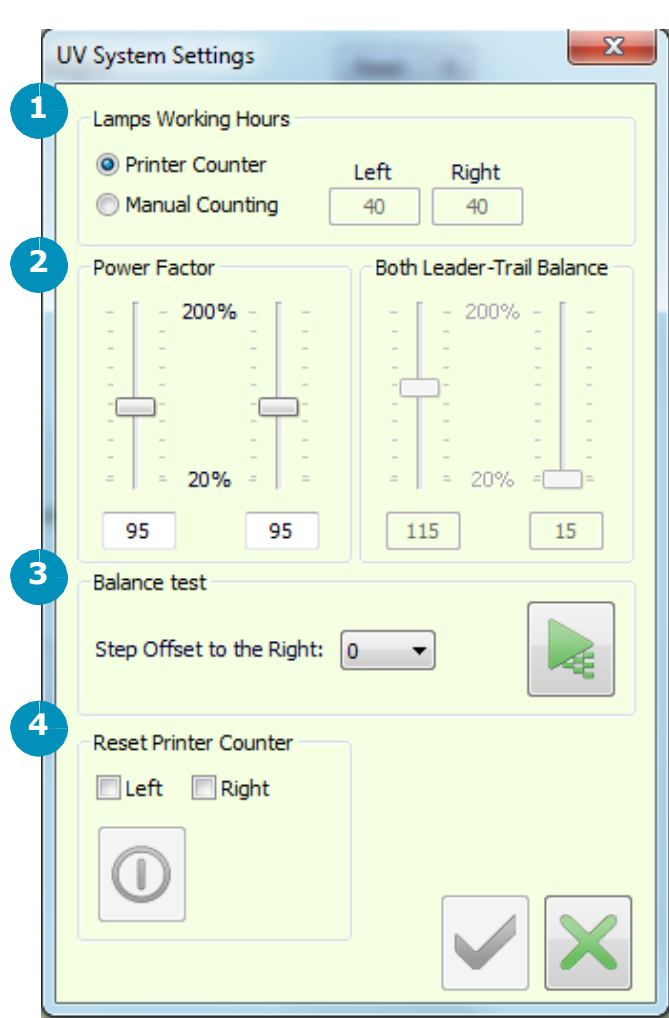 UV System Settings
1
Lamps Working Hours
Printer Counter
Left Right
Manual Counting
40 40
2
Power Factor
Both Leader-Trail Balance
200% 200%
20% 20%
95 95 115 15
3
Balance test
Step Offset to the Right: 0
4
Reset Printer Counter
Left Right